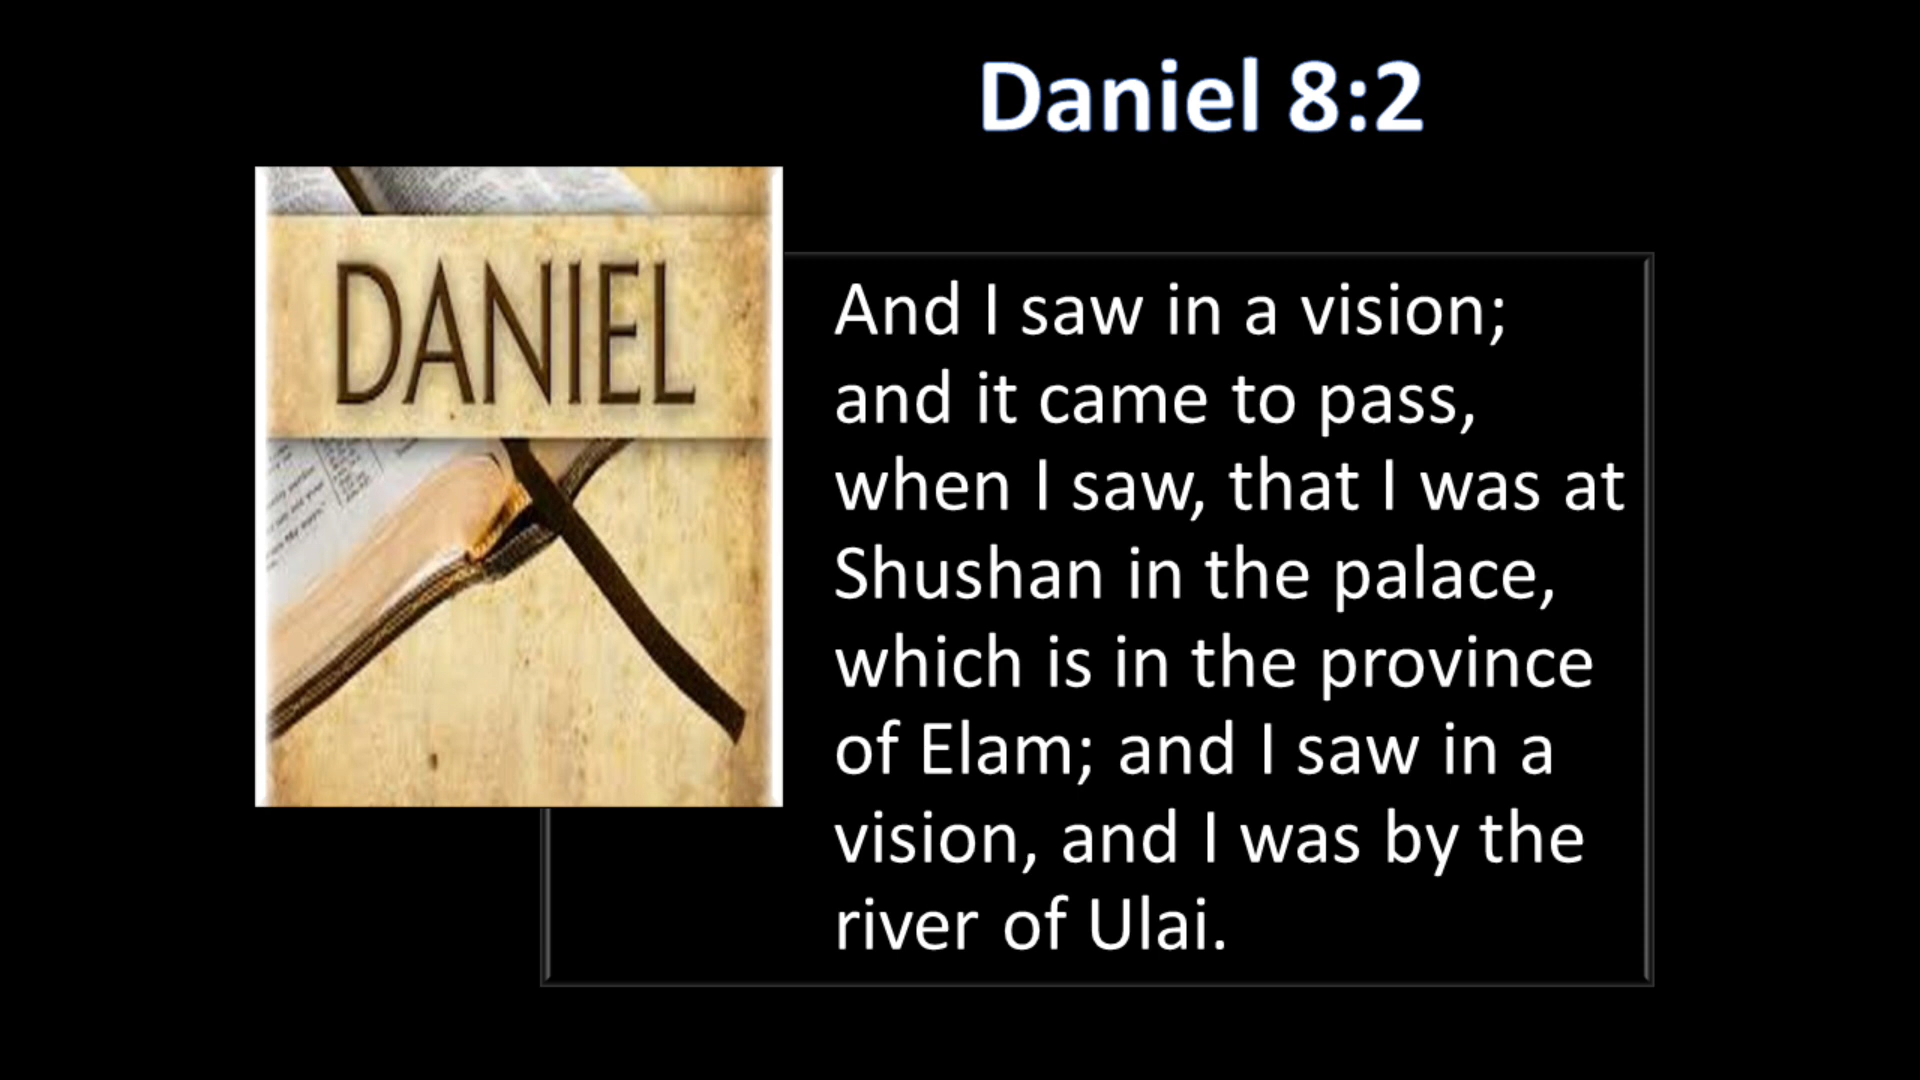 Daniel 8:2
DANIEL
And I saw in a vision;
and it came to pass,
when I saw, that I was at
Shushan in the palace,
which is in the province
of Elam; and I saw in a
vision, and I was by the
river of Ulai.